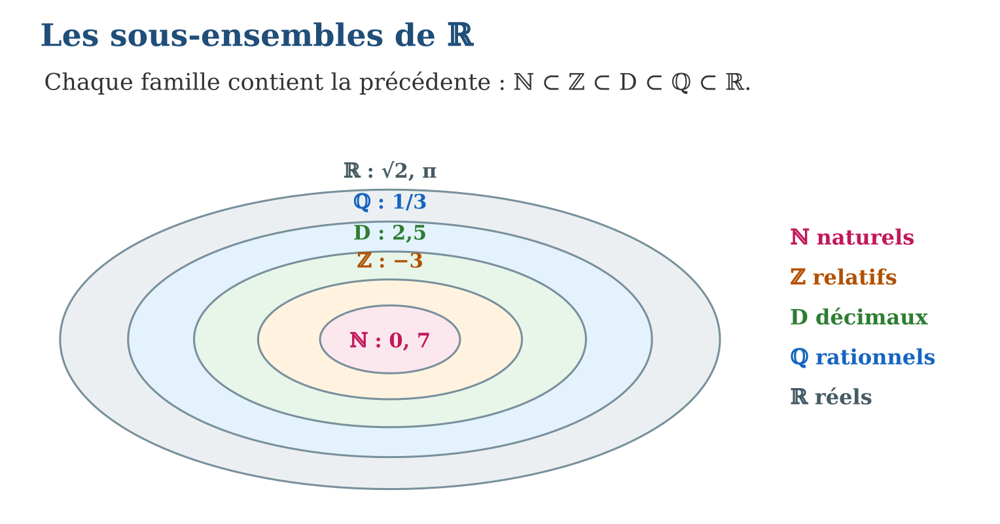 Les sous-ensembles de ℝ
Chaque famille contient la précédente : ℕ ⊂ ℤ ⊂ D ⊂ ℚ ⊂ ℝ.
ℝ : √2, π
ℚ : 1/3
D : 2,5
ℤ : −3
ℕ : 0, 7
ℕ naturels
ℤ relatifs
D décimaux
ℚ rationnels
ℝ réels